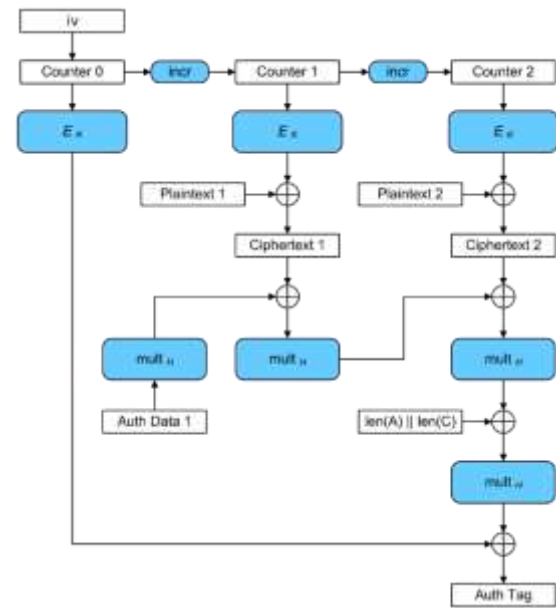 iv
Counter 0
incr
Counter 1
incr
Counter 2
E K
E K
E K
Plaintext 1
Plaintext 2
Ciphertext 1
Ciphertext 2
mult H
mult H
mult H
Auth Data 1
len(A) || len(C)
mult H
Auth Tag